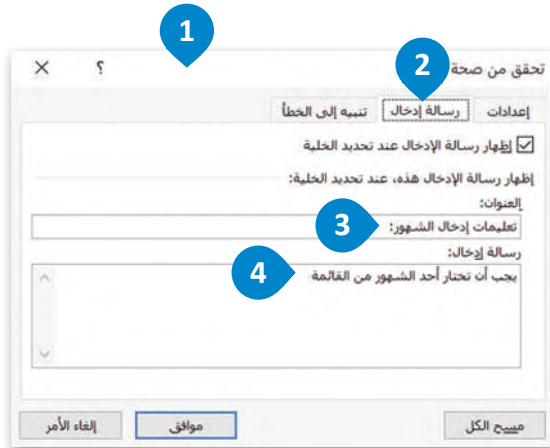 1
تحقق من صحة
2
؟
إعدادات
رسالة إدخال
تنبيه إلى الخطأ
إظهار رسالة الإدخال عند تحديد الخلية
إظهار رسالة الإدخال هذه، عند تحديد الخلية:
العنوان:
تعليمات إدخال الشهور:
3
رسالة إدخال:
يجب أن تختار أحد الشهور من القائمة
4
مسح الكل
موافق
إلغاء الأمر